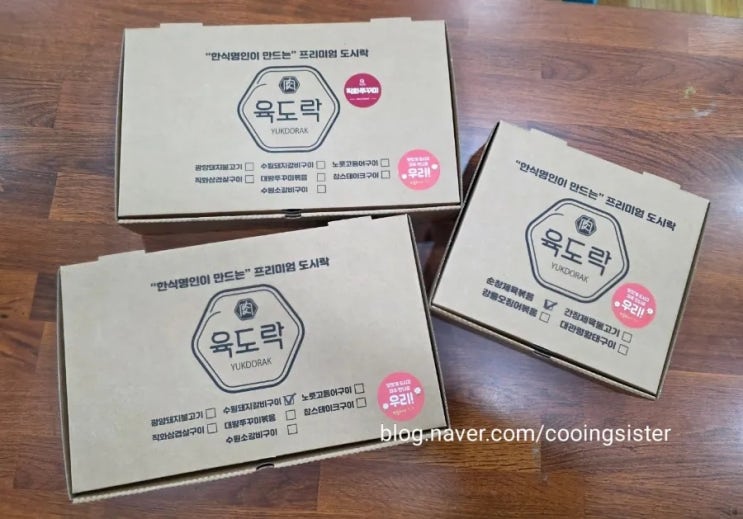 “한식명인이 만드는” 프리미엄 도시락
육도락
YUKDORAK
직화쭈꾸미
광양돼지불고기 수원돼지갈비구이 노릇고등어구이
직화삼겹살구이 대왕쭈꾸미볶음 찹스테이크구이
수원소갈비구이
우리!
“한식명인이 만드는” 프리미엄 도시락
육도락
YUKDORAK
순창제육볶음 간장제육불고기
강릉오징어볶음 대관령황태구이
우리!
“한식명인이 만드는” 프리미엄 도시락
육도락
YUKDORAK
광양돼지불고기 수원돼지갈비구이 노릇고등어구이
직화삼겹살구이 대왕쭈꾸미볶음 찹스테이크구이
수원소갈비구이
우리!
blog.naver.com/cooingsister